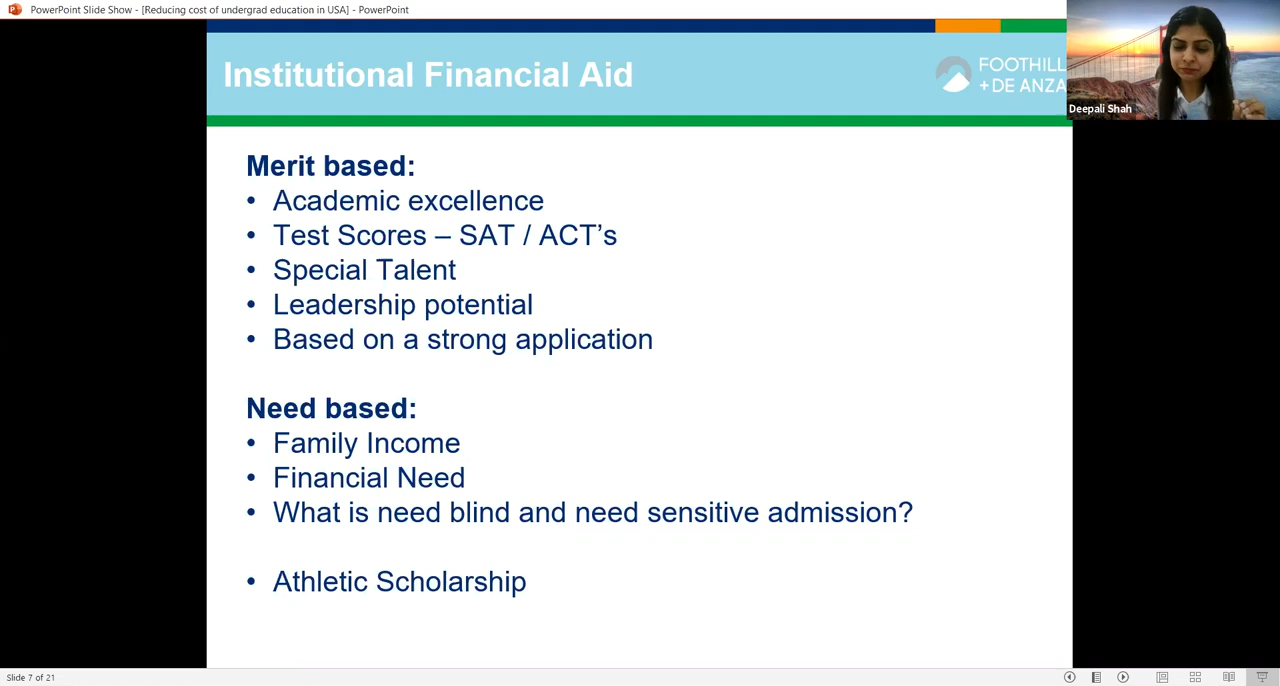 PowerPoint Slide Show - [Reducing cost of undergrad education in USA] - PowerPoint
Institutional Financial Aid
FOOTHILL
+DE ANZA
Deepali Shah
Merit based:
• Academic excellence
• Test Scores – SAT / ACT’s
• Special Talent
• Leadership potential
• Based on a strong application
Need based:
• Family Income
• Financial Need
• What is need blind and need sensitive admission?
• Athletic Scholarship
Slide 7 of 21